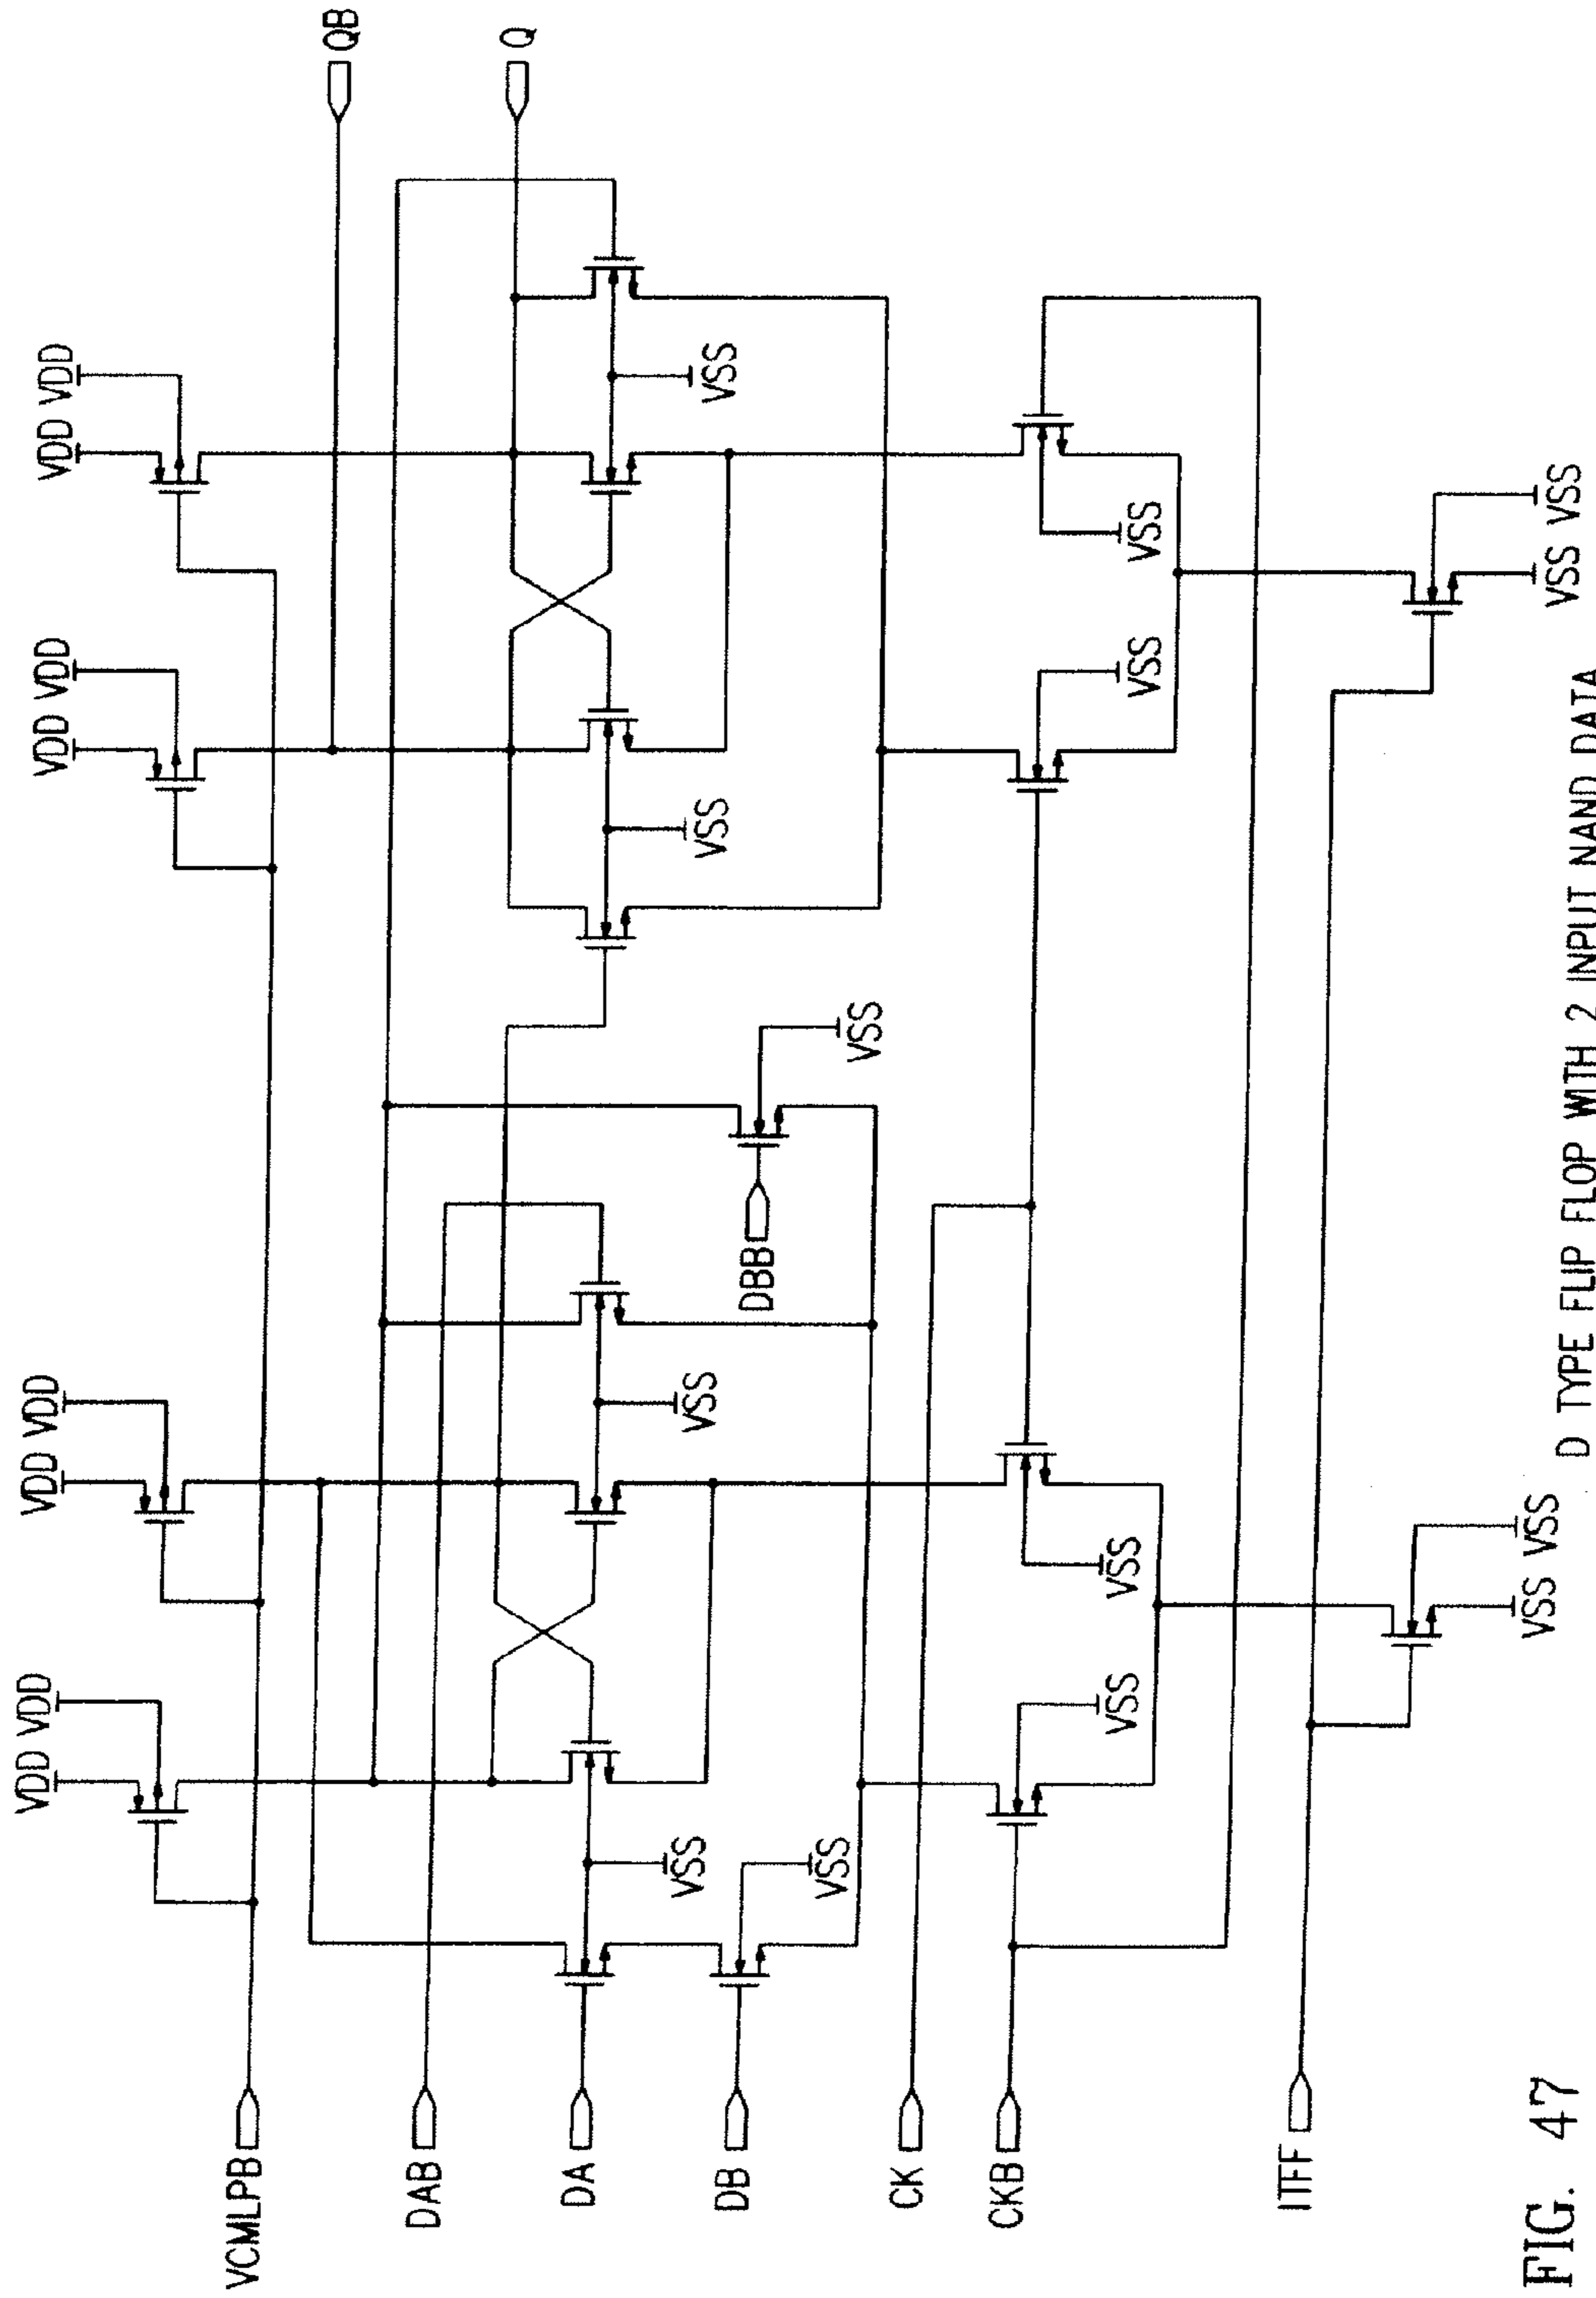 VDD VDD
VDD VDD
VDD VDD
VDD VDD
QB
Q
VCMLPB
DAB
DA
DB
DBB
CK
CKB
ITFF
VSS
VSS
VSS
VSS
VSS
VSS
VSS
VSS
VSS
VSS
VSS VSS
VSS VSS
D TYPE FLIP FLOP WITH 2 INPUT NAND DATA
FIG. 47